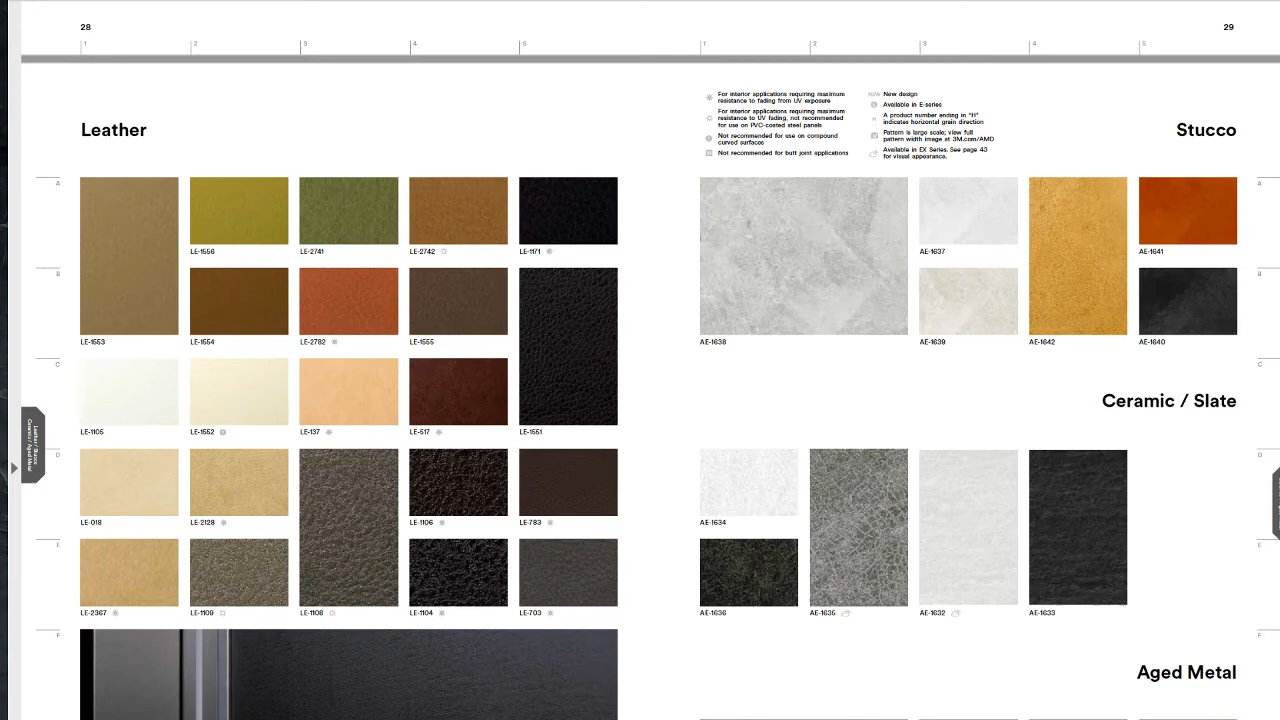 28
29
1
2
3
4
5
1
2
3
4
5
Leather
For interior applications requiring maximum
resistance to fading from UV exposure
For interior applications requiring maximum
resistance to UV fading, not recommended
for use on PVC-coated steel panels
Not recommended for use on compound
curved surfaces
Not recommended for butt joint applications
NEW New design
Available in E-series
H A product number ending in "H"
indicates horizontal grain direction
Pattern is large scale; view full
pattern width image at 3M.com/AMD
Available in EX Series. See page 43
for visual appearance.
Stucco
A
A
LE-1556
LE-2741
LE-2742
LE-1171
AE-1637
AE-1641
B
B
LE-1553
LE-1554
LE-2782
LE-1555
AE-1638
AE-1639
AE-1642
AE-1640
C
C
Ceramic / Slate
LE-1105
LE-1552
LE-137
LE-517
LE-1551
Leather / Stucco
Ceramic / Aged Metal
D
D
LE-018
LE-2128
LE-1106
LE-783
AE-1634
E
E
LE-2367
LE-1109
LE-1108
LE-1104
LE-703
AE-1636
AE-1635
AE-1632
AE-1633
F
F
Aged Metal